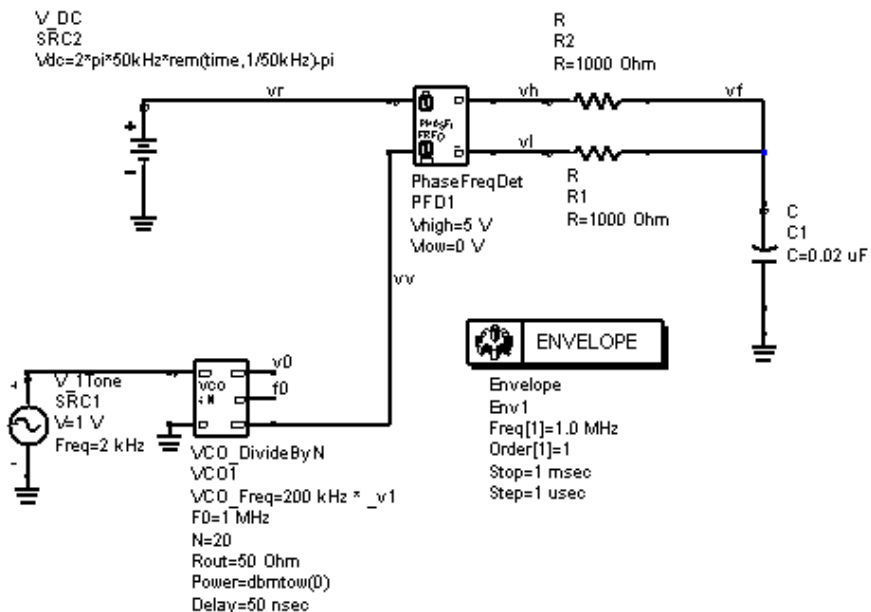 V_DC
SRC2
Vdc=2*pi*50kHz*rem(time,1/50kHz)-pi
R
R2
R=1000 Ohm
vr
vh
vf
vl
PFD1
PhaseFreqDet
Vhigh=5 V
Vlow=0 V
R
R1
R=1000 Ohm
C
C1
C=0.02 uF
vv
ENVELOPE
Envelope
Env1
Freq[1]=1.0 MHz
Order[1]=1
Stop=1 msec
Step=1 usec
V_1Tone
SRC1
V=1 V
Freq=2 kHz
VCO
÷N
v0
f0
VCO_DivideByN
VCO1
VCO_Freq=200 kHz * _v1
F0=1 MHz
N=20
Rout=50 Ohm
Power=dbmtow(0)
Delay=50 nsec